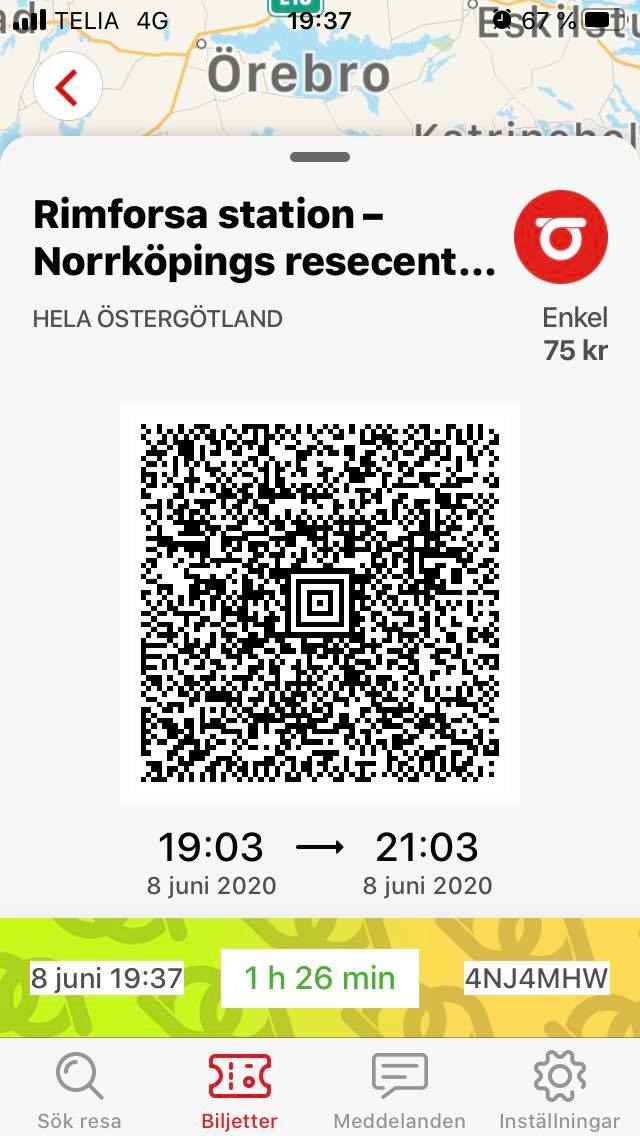 TELIA 4G 19:37 67 %
Örebro
Rimforsa station –
Norrköpings resecent...
HELA ÖSTERGÖTLAND
Enkel
75 kr
19:03 → 21:03
8 juni 2020 8 juni 2020
8 juni 19:37 1 h 26 min 4NJ4MHW
Sök resa Biljetter Meddelanden Inställningar